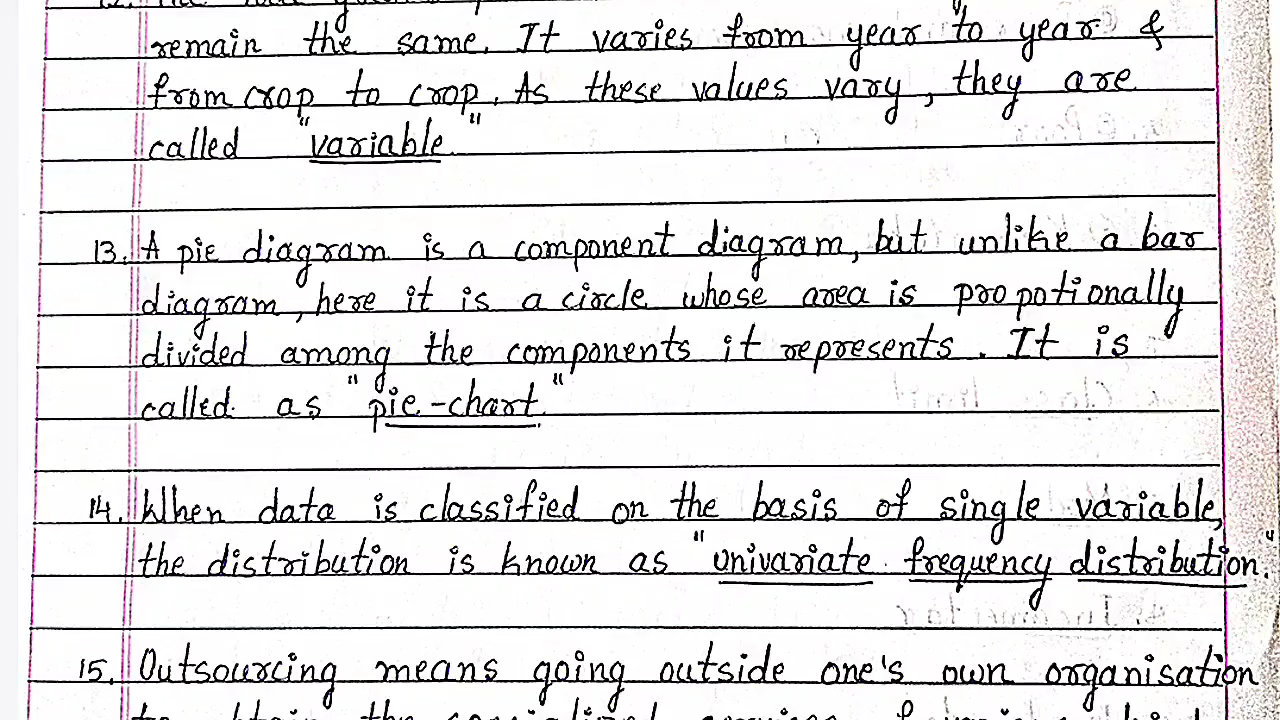 remain the same. It varies from year to year &
from crop to crop. As these values vary, they are
called "variable"
13. A pie diagram is a component diagram, but unlike a bar
diagram, here it is a circle whose area is propotionally
divided among the components it represents. It is
called as "pie-chart."
14. When data is classified on the basis of single variable,
the distribution is known as "univariate frequency distribution."
15. Outsourcing means going outside one's own organisation